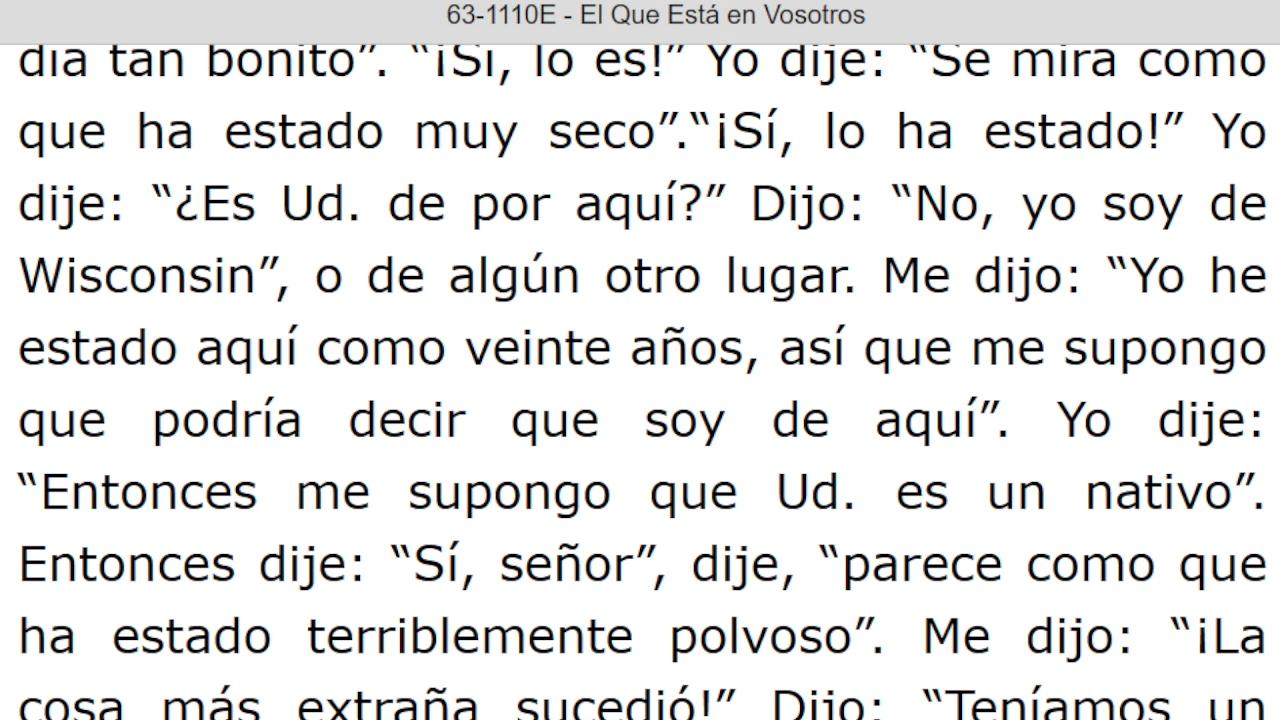 63-1110E - El Que Está en Vosotros
día tan bonito”. “¡Sí, lo es!” Yo dije: “Se mira como
que ha estado muy seco”.“¡Sí, lo ha estado!” Yo
dije: “¿Es Ud. de por aquí?” Dijo: “No, yo soy de
Wisconsin”, o de algún otro lugar. Me dijo: “Yo he
estado aquí como veinte años, así que me supongo
que podría decir que soy de aquí”. Yo dije:
“Entonces me supongo que Ud. es un nativo”.
Entonces dije: “Sí, señor”, dije, “parece como que
ha estado terriblemente polvoso”. Me dijo: “¡La
cosa más extraña sucedió!” Dijo: “Teníamos un